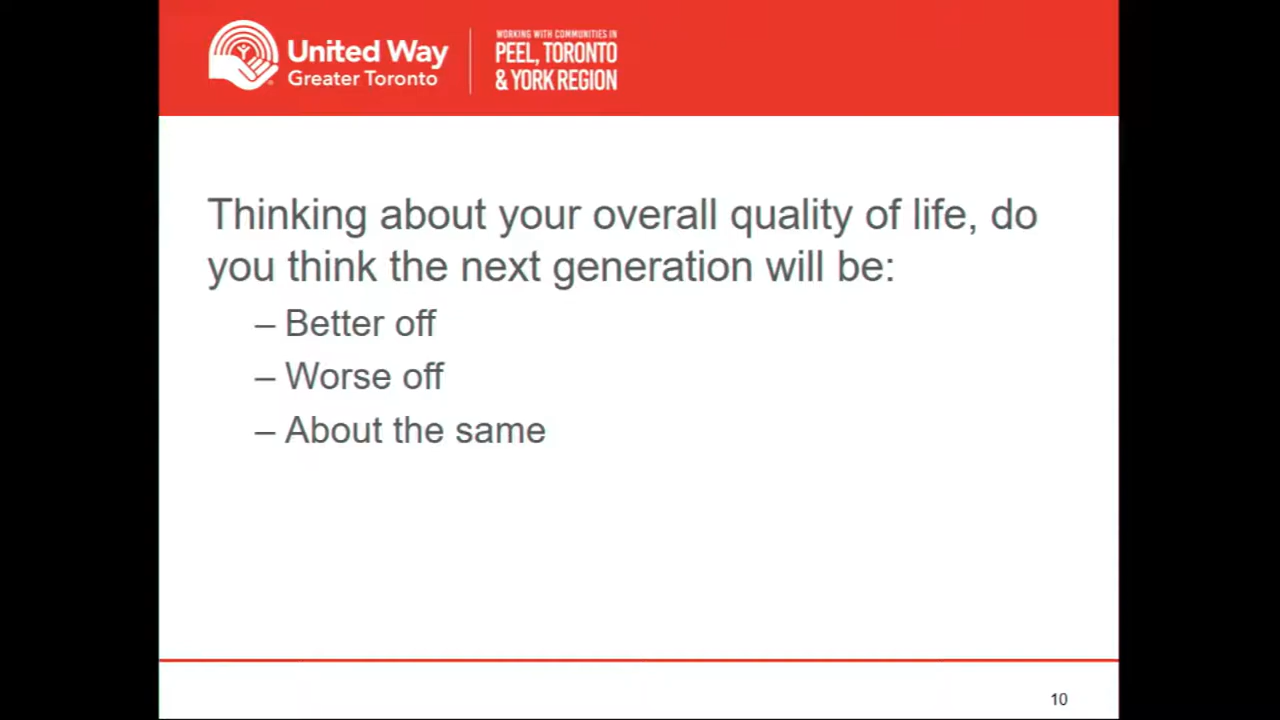 United Way
Greater Toronto
WORKING WITH COMMUNITIES IN
PEEL, TORONTO
& YORK REGION
Thinking about your overall quality of life, do
you think the next generation will be:
– Better off
– Worse off
– About the same
10